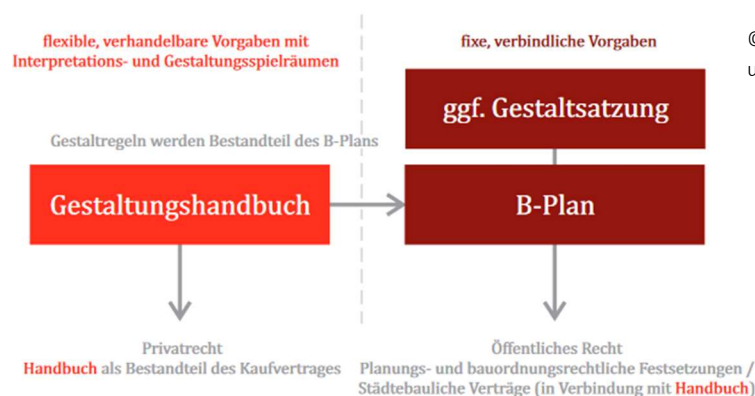 flexible, verhandelbare Vorgaben mit
Interpretations- und Gestaltungsspielräumen
fixe, verbindliche Vorgaben
©
u
ggf. Gestaltsatzung
Gestaltregeln werden Bestandteil des B-Plans
Gestaltungshandbuch
B-Plan
Privatrecht
Handbuch als Bestandteil des Kaufvertrages
Öffentliches Recht
Planungs- und bauordnungsrechtliche Festsetzungen /
Städtebauliche Verträge (in Verbindung mit Handbuch)